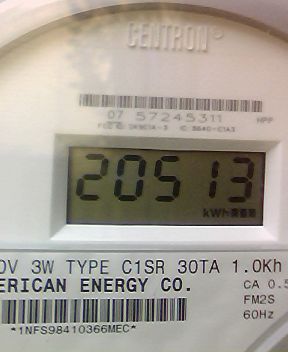 CENTRON®
07 57245311 HPP
20513
kWh
0V 3W TYPE C1SR 30TA 1.0Kh
ERICAN ENERGY CO. CA 0.5
FM2S
*1NFS98410366MEC* 60Hz